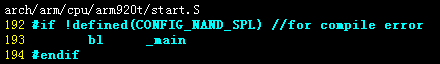 arch/arm/cpu/arm920t/start.S
192 #if !defined(CONFIG_NAND_SPL) //for compile error
193     bl    _main
194 #endif